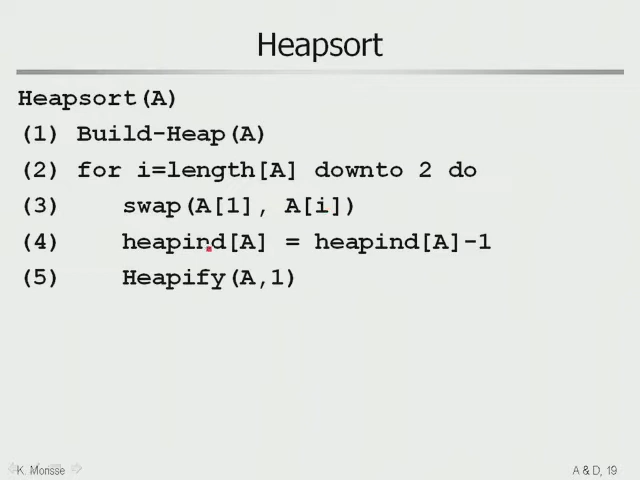 Heapsort
Heapsort(A)
(1) Build-Heap(A)
(2) for i=length[A] downto 2 do
(3) swap(A[1], A[i])
(4) heapind[A] = heapind[A]-1
(5) Heapify(A,1)
K. Morisse
A & D, 19